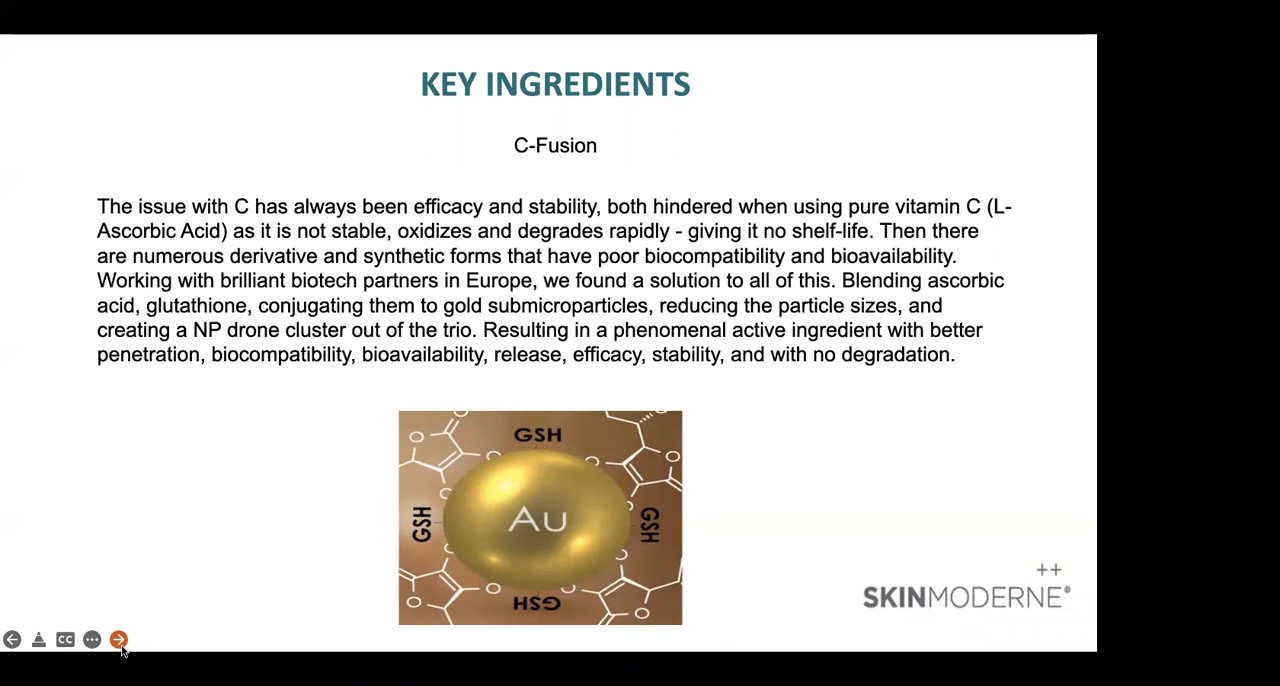 KEY INGREDIENTS
C-Fusion
The issue with C has always been efficacy and stability, both hindered when using pure vitamin C (L-
Ascorbic Acid) as it is not stable, oxidizes and degrades rapidly - giving it no shelf-life. Then there
are numerous derivative and synthetic forms that have poor biocompatibility and bioavailability.
Working with brilliant biotech partners in Europe, we found a solution to all of this. Blending ascorbic
acid, glutathione, conjugating them to gold submicroparticles, reducing the particle sizes, and
creating a NP drone cluster out of the trio. Resulting in a phenomenal active ingredient with better
penetration, biocompatibility, bioavailability, release, efficacy, stability, and with no degradation.
GSH
O
O
O
O
O
O
GSH
Au
GSH
O
O
O
O
O
O
GSH
O
O
++
SKINMODERNE®
CC